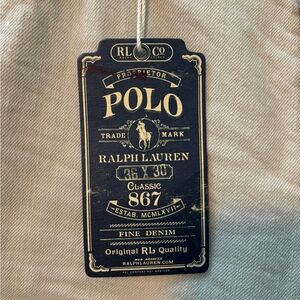 RL & CO
PROPRIETOR
POLO
TRADE MARK
RALPH LAUREN
36 X 30
CLASSIC
867
ESTAB. MCMLXVII
FINE DENIM
Original RL Quality
RALPHLAUREN.COM